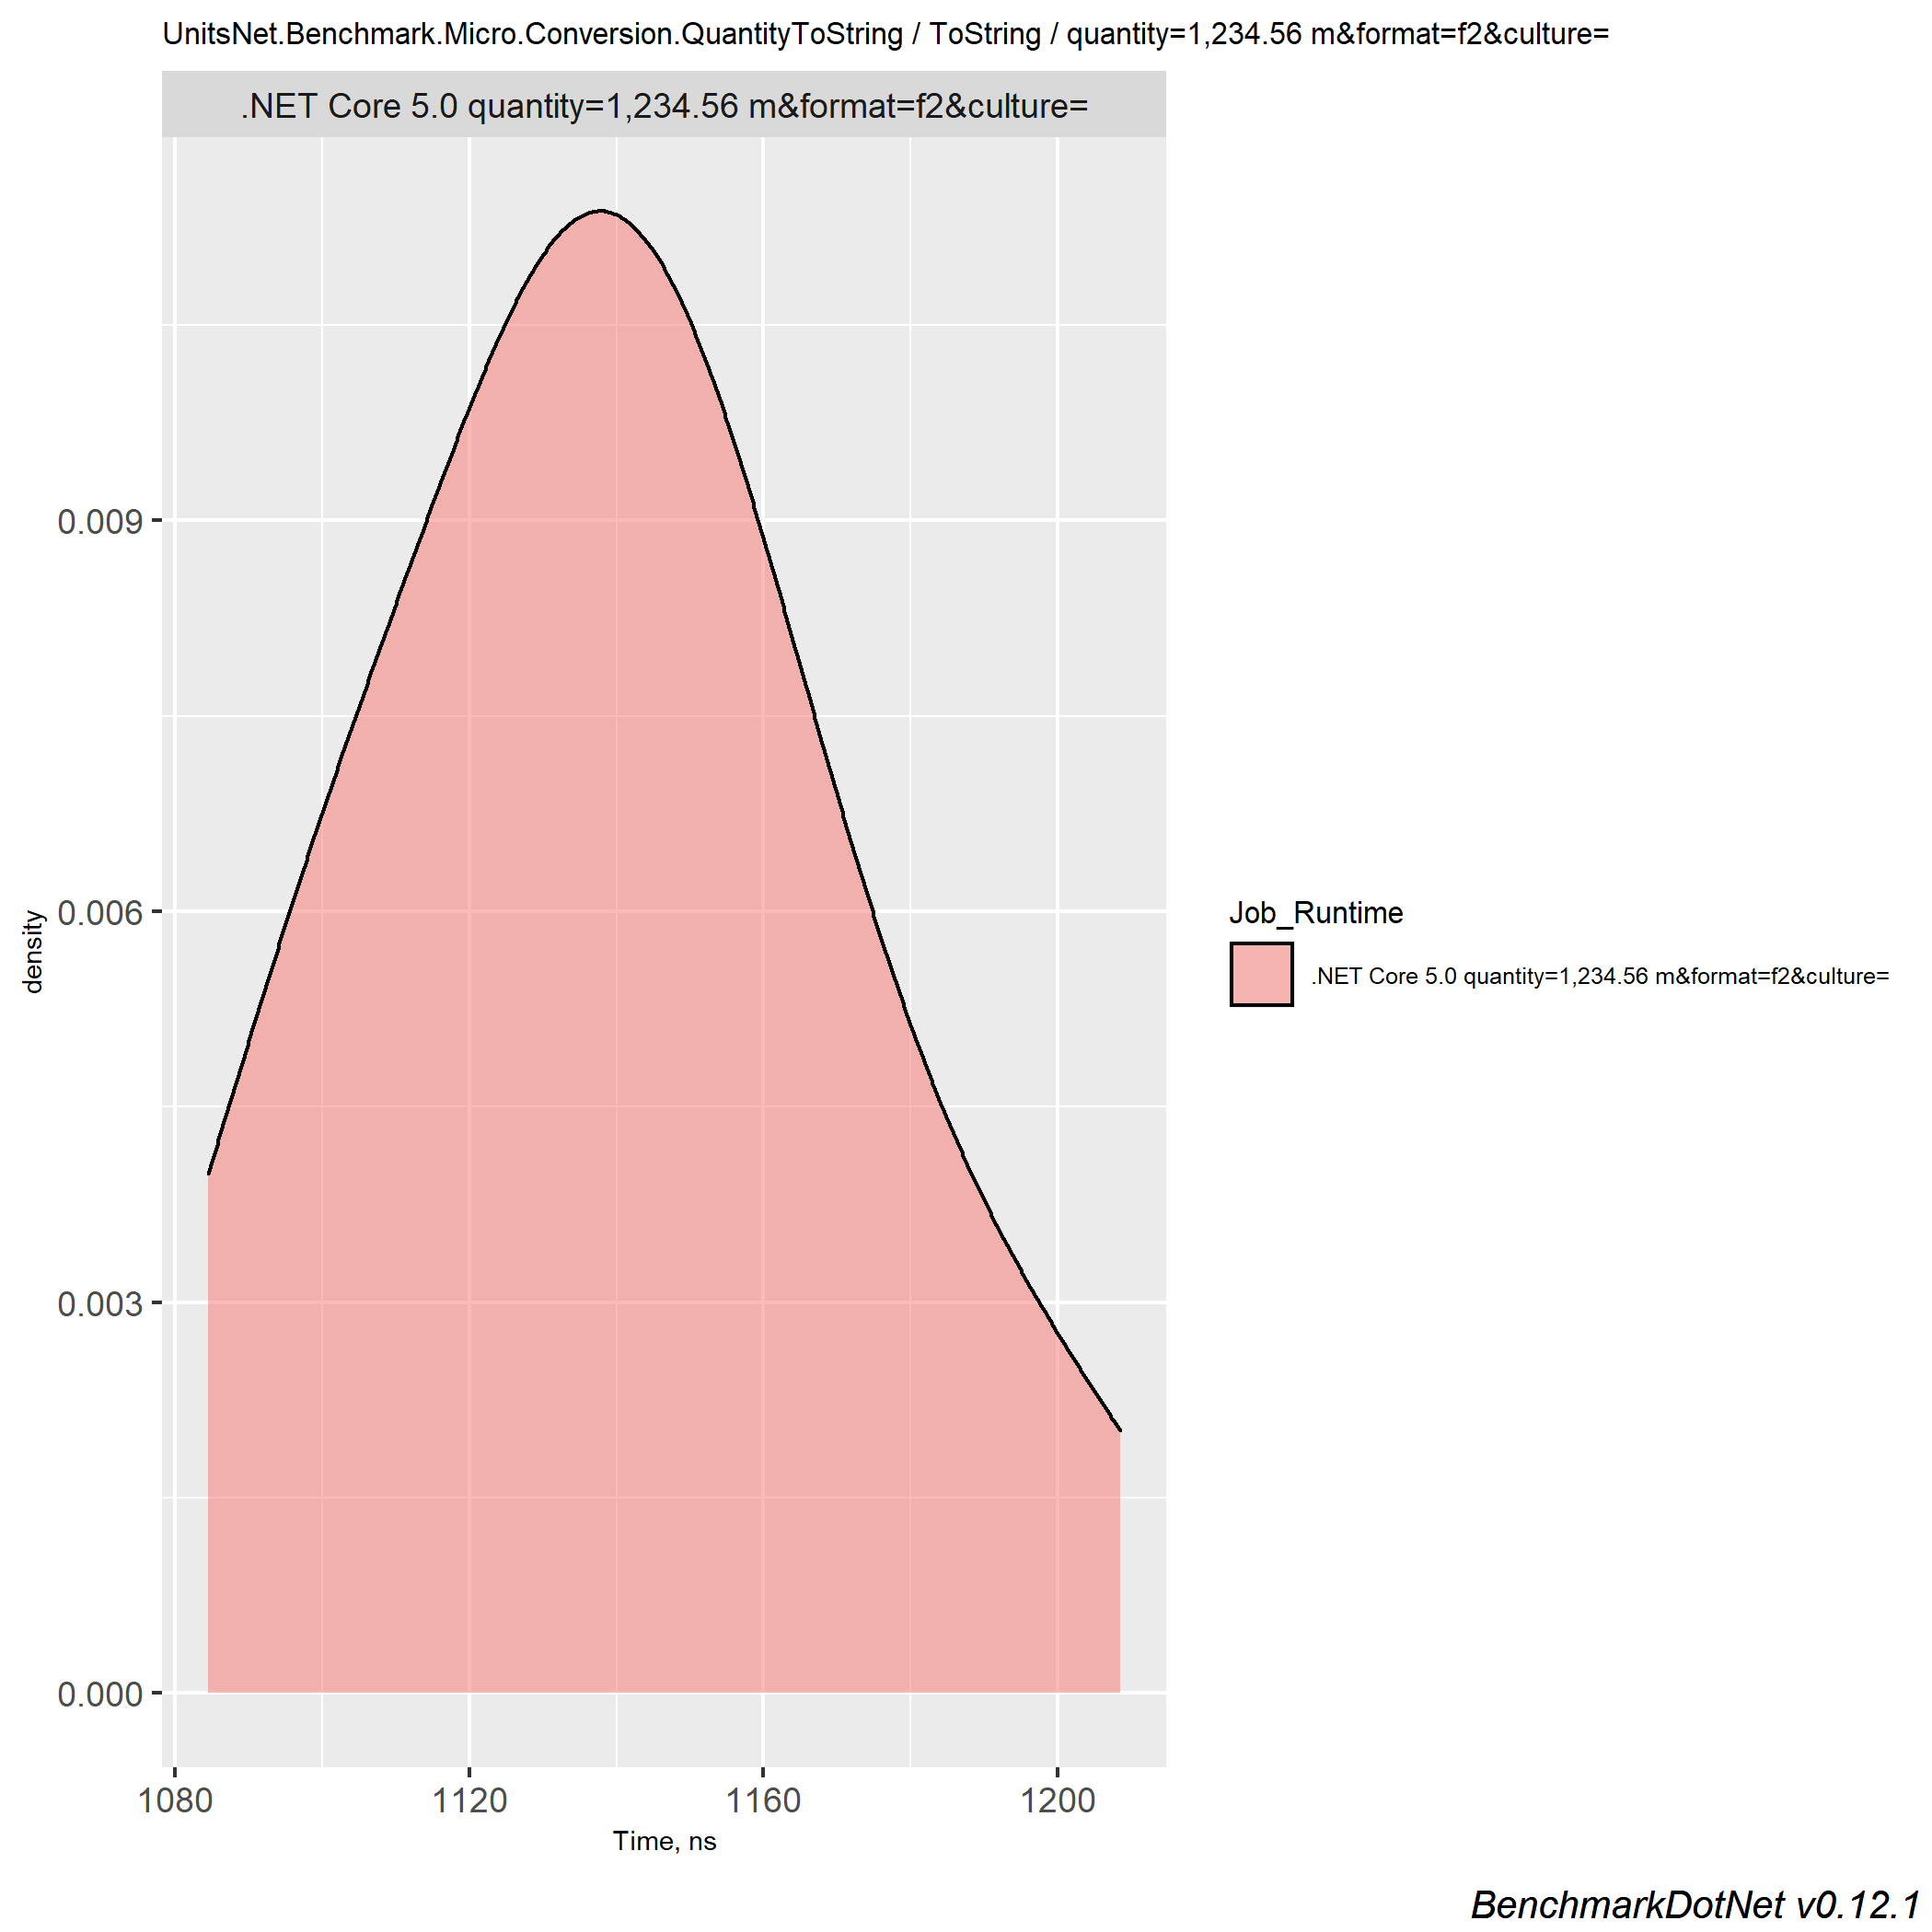 UnitsNet.Benchmark.Micro.Conversion.QuantityToString / ToString / quantity=1,234.56 m&format=f2&culture=
.NET Core 5.0 quantity=1,234.56 m&format=f2&culture=
0.009
0.006
0.003
0.000
density
1080 1120 1160 1200
Time, ns
Job_Runtime
.NET Core 5.0 quantity=1,234.56 m&format=f2&culture=
BenchmarkDotNet v0.12.1